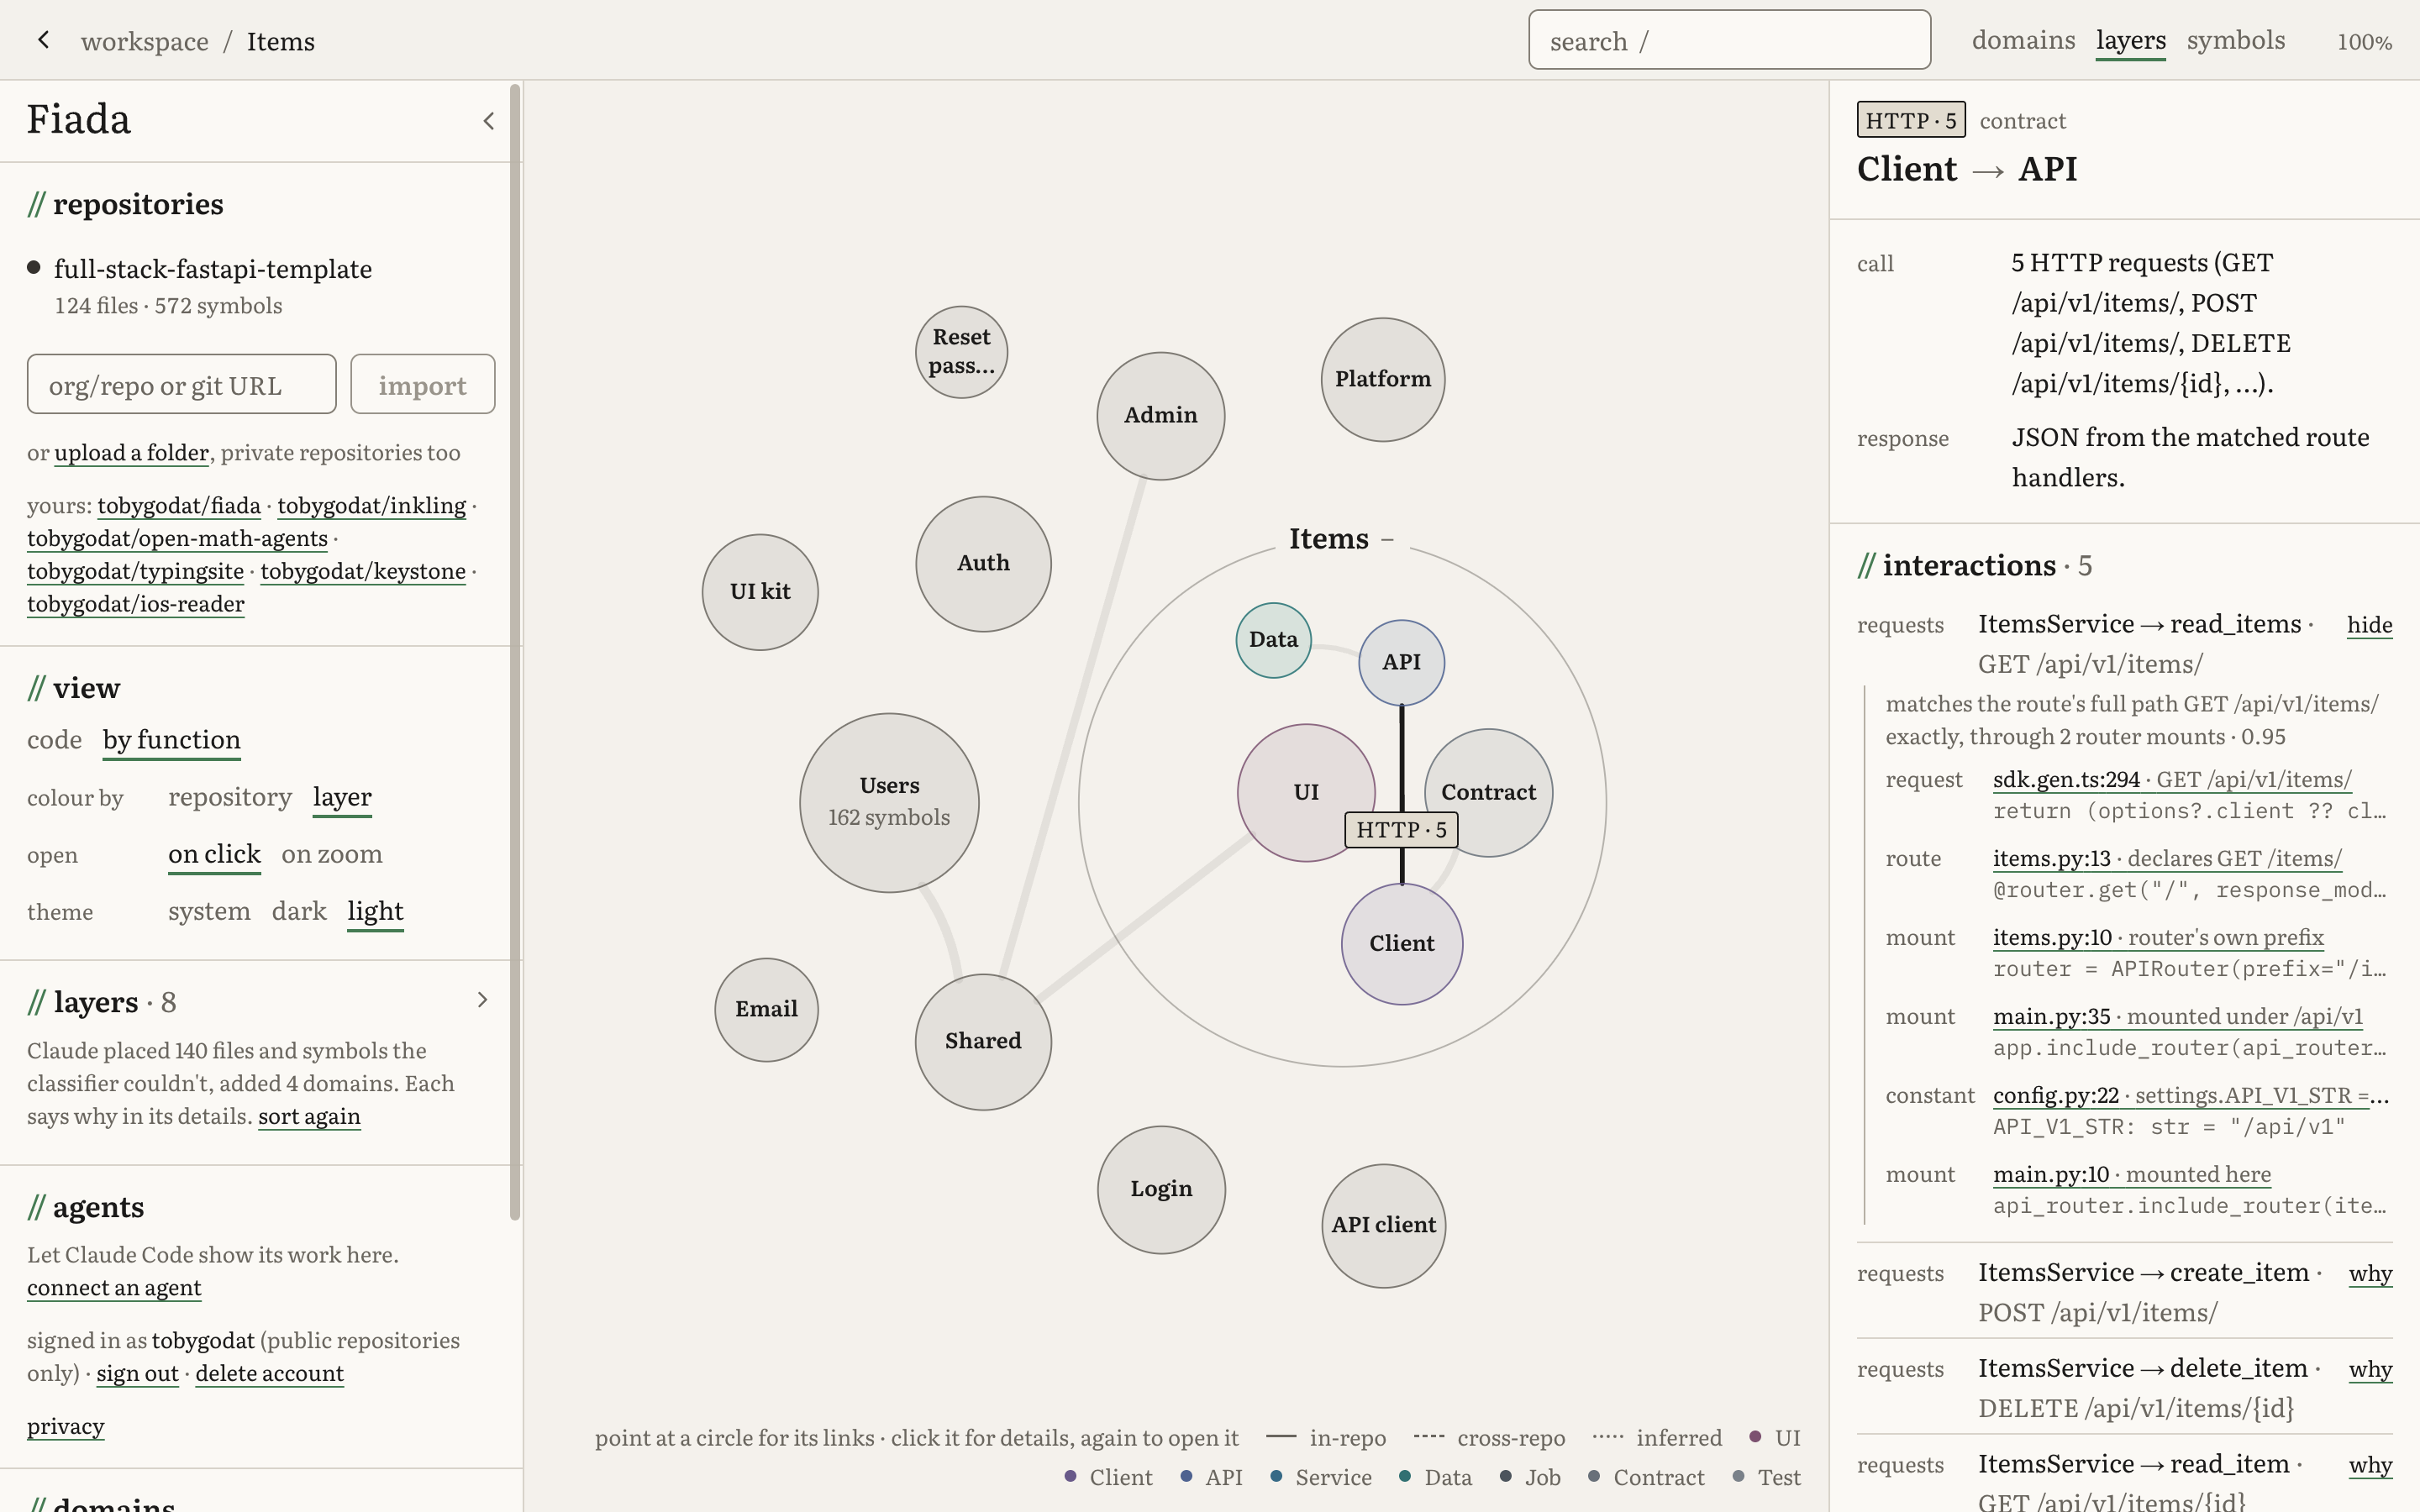 workspace / Items
search /
domains layers symbols 100%
Fiada
// repositories
full-stack-fastapi-template
124 files · 572 symbols
org/repo or git URL
import
or upload a folder, private repositories too
yours: tobygodat/fiada · tobygodat/inkling ·
tobygodat/open-math-agents ·
tobygodat/typingsite · tobygodat/keystone ·
tobygodat/ios-reader
// view
code by function
colour by repository layer
open on click on zoom
theme system dark light
// layers · 8
Claude placed 140 files and symbols the
classifier couldn't, added 4 domains. Each
says why in its details. sort again
// agents
Let Claude Code show its work here.
connect an agent
signed in as tobygodat (public repositories
only) · sign out · delete account
privacy
// domains
Reset
pass...
Admin
Platform
UI kit
Auth
Items –
Data
API
UI
Contract
HTTP · 5
Client
Users
162 symbols
Email
Shared
Login
API client
point at a circle for its links · click it for details, again to open it in-repo cross-repo inferred UI
Client API Service Data Job Contract Test
HTTP · 5 contract
Client → API
call 5 HTTP requests (GET
/api/v1/items/, POST
/api/v1/items/, DELETE
/api/v1/items/{id}, …).
response JSON from the matched route
handlers.
// interactions · 5
requests ItemsService → read_items · hide
GET /api/v1/items/
matches the route's full path GET /api/v1/items/
exactly, through 2 router mounts · 0.95
request sdk.gen.ts:294 · GET /api/v1/items/
return (options?.client ?? cl…
route items.py:13 · declares GET /items/
@router.get("/", response_mod…
mount items.py:10 · router's own prefix
router = APIRouter(prefix="/i…
mount main.py:35 · mounted under /api/v1
app.include_router(api_router…
constant config.py:22 · settings.API_V1_STR =…
API_V1_STR: str = "/api/v1"
mount main.py:10 · mounted here
api_router.include_router(ite…
requests ItemsService → create_item · why
POST /api/v1/items/
requests ItemsService → delete_item · why
DELETE /api/v1/items/{id}
requests ItemsService → read_item · why
GET /api/v1/items/{id}